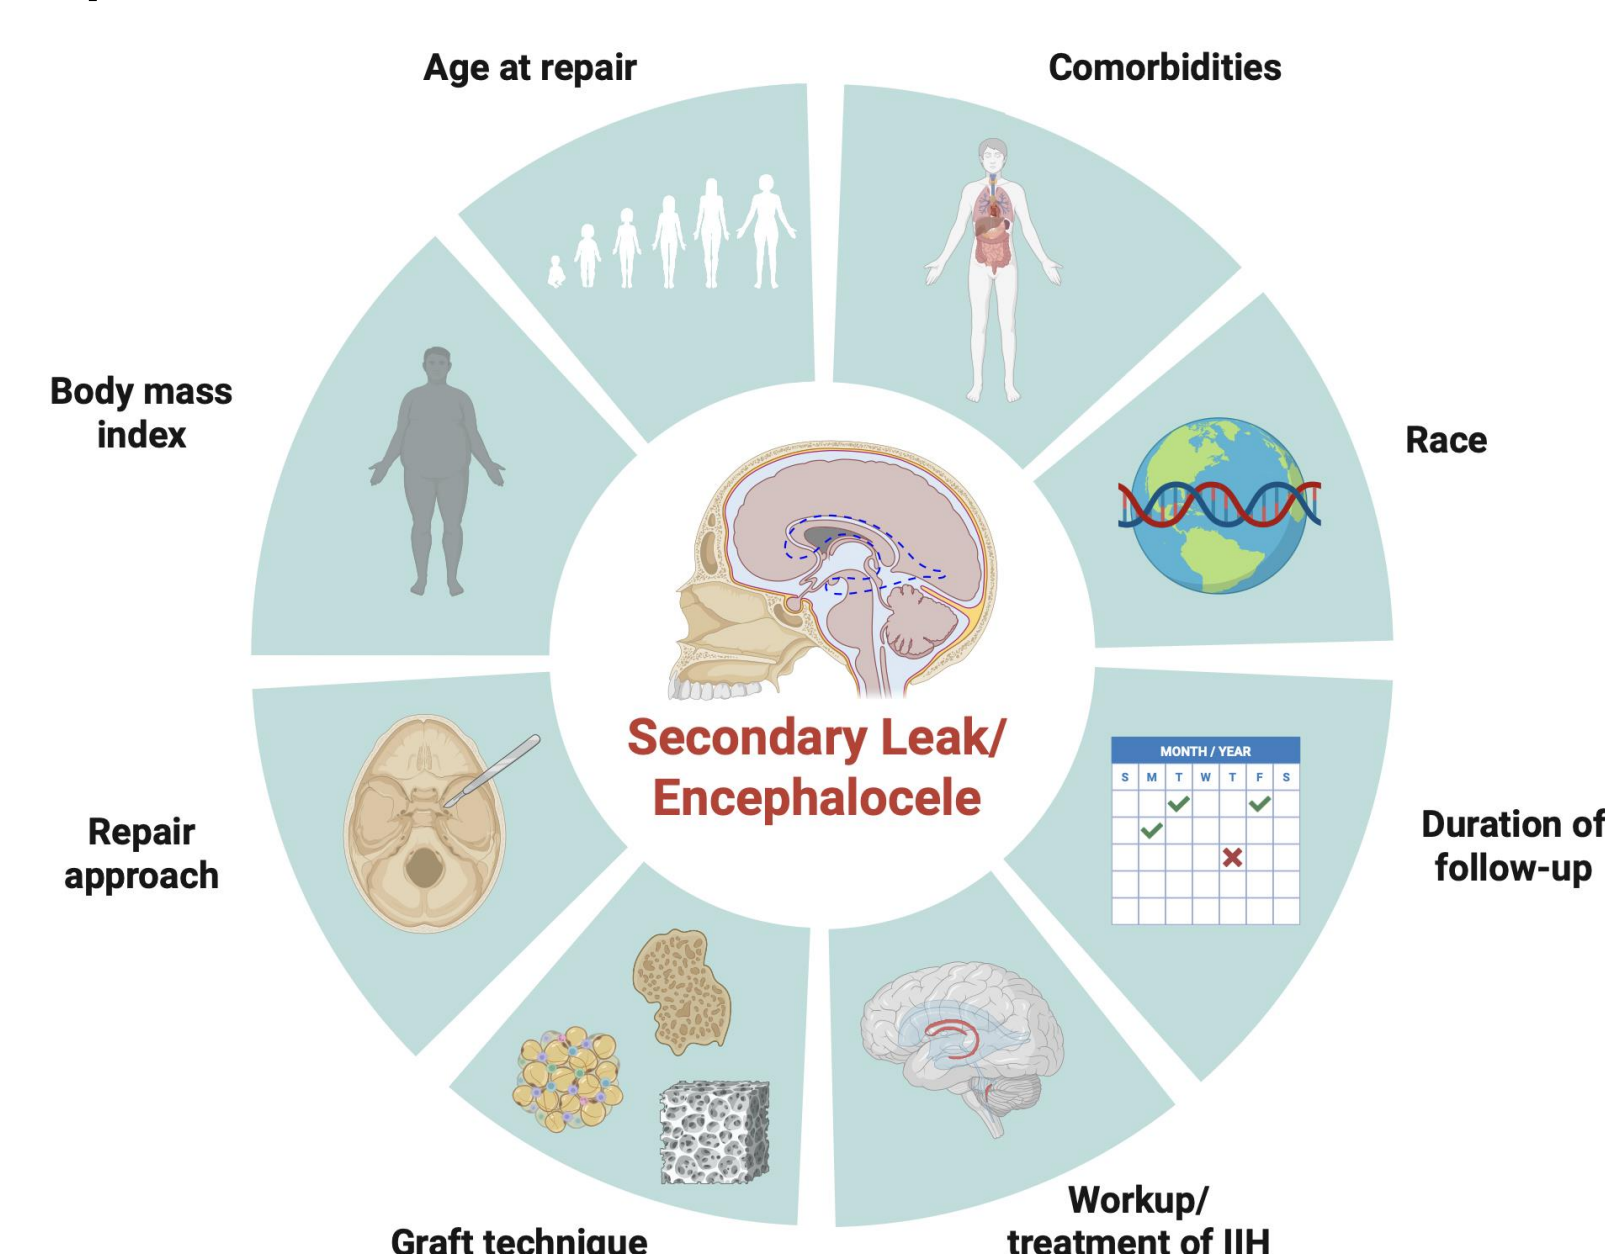 Age at repair
Comorbidities
Body mass
index
Race
Secondary Leak/
Encephalocele
MONTH / YEAR
S M T W T F S
Repair
approach
Duration of
follow-up
Graft technique
Workup/
treatment of IIH